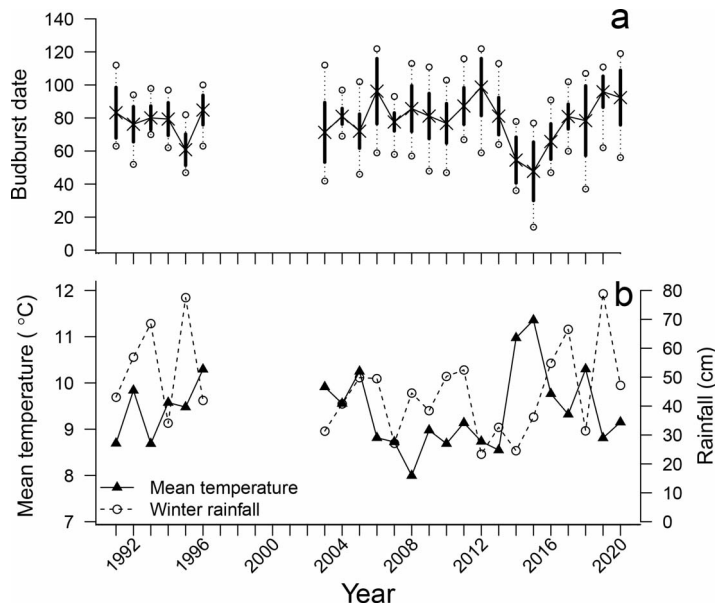 a
140
120
100
80
60
40
20
0
Budburst date
b
12
11
10
9
8
7
Mean temperature ( °C)
80
70
60
50
40
30
20
10
0
Rainfall (cm)
Mean temperature
Winter rainfall
1992 1996 2000 2004 2008 2012 2016 2020
Year